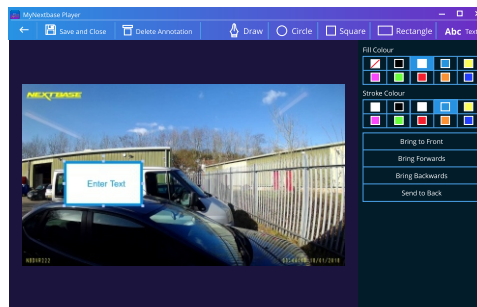 MyNextbase Player
Save and Close
Delete Annotation
Draw
Circle
Square
Rectangle
Abc Text
Fill Colour
Stroke Colour
Bring to Front
Bring Forwards
Bring Backwards
Send to Back
NEXTBASE
Enter Text